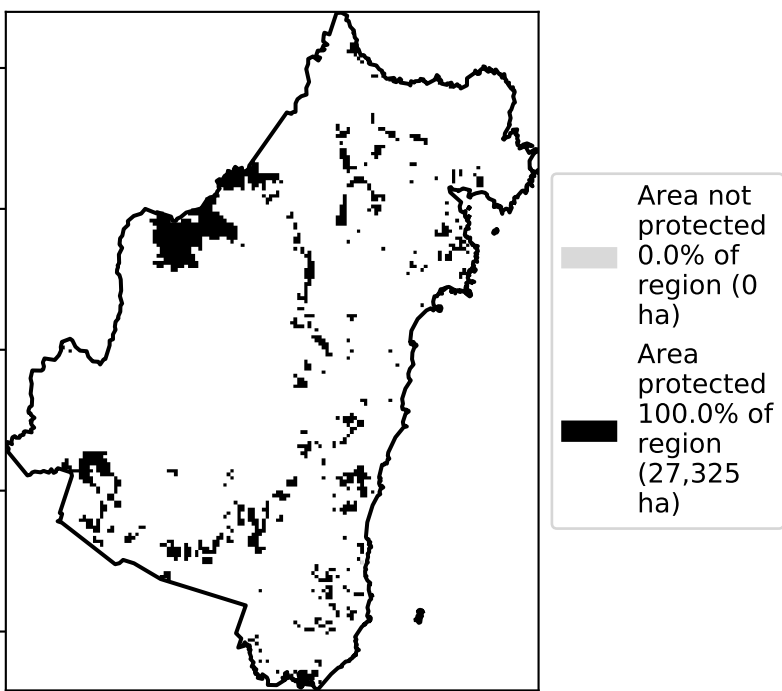 Area not
protected
0.0% of
region (0
ha)
Area
protected
100.0% of
region
(27,325
ha)